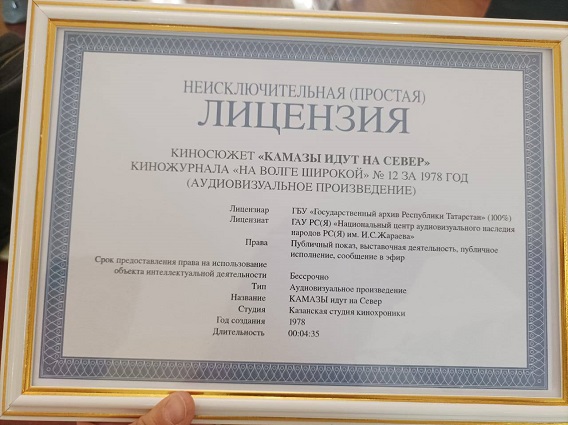 НЕИСКЛЮЧИТЕЛЬНАЯ (ПРОСТАЯ)
ЛИЦЕНЗИЯ
КИНОСЮЖЕТ «КАМАЗЫ ИДУТ НА СЕВЕР»
КИНОЖУРНАЛА «НА ВОЛГЕ ШИРОКОЙ» № 12 ЗА 1978 ГОД
(АУДИОВИЗУАЛЬНОЕ ПРОИЗВЕДЕНИЕ)
Лицензиар ГБУ «Государственный архив Республики Татарстан» (100%)
Лицензиат ГАУ РС(Я) «Национальный центр аудиовизуального наследия
народов РС(Я) им. И.С.Жараева»
Права Публичный показ, выставочная деятельность, публичное
исполнение, сообщение в эфир
Срок предоставления права на использование
объекта интеллектуальной деятельности Бессрочно
Тип Аудиовизуальное произведение
Название КАМАЗЫ идут на Север
Студия Казанская студия кинохроники
Год создания 1978
Длительность 00:04:35